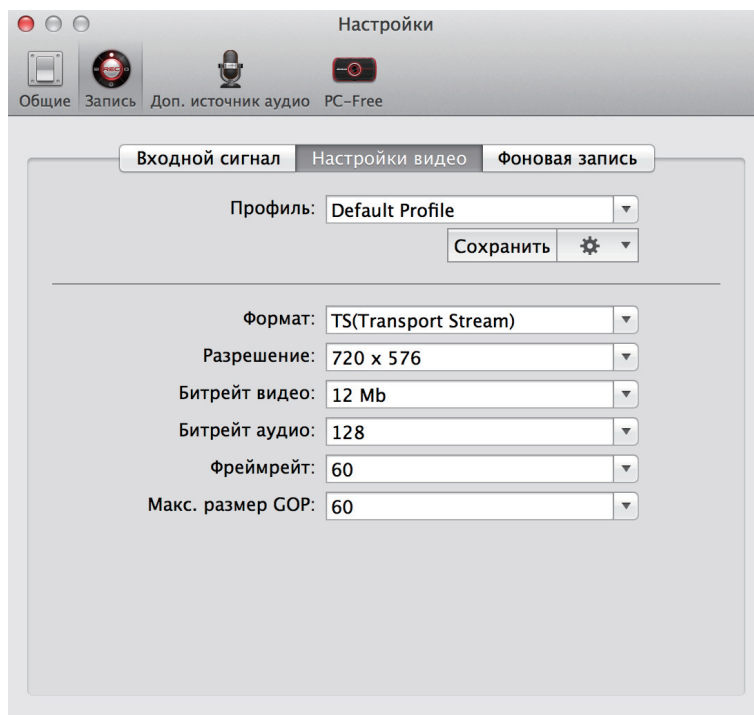 Настройки
REC
Общие Запись Доп. источник аудио PC-Free
Входной сигнал Настройки видео Фоновая запись
Профиль: Default Profile
Сохранить
Формат: TS(Transport Stream)
Разрешение: 720 x 576
Битрейт видео: 12 Mb
Битрейт аудио: 128
Фреймрейт: 60
Макс. размер GOP: 60